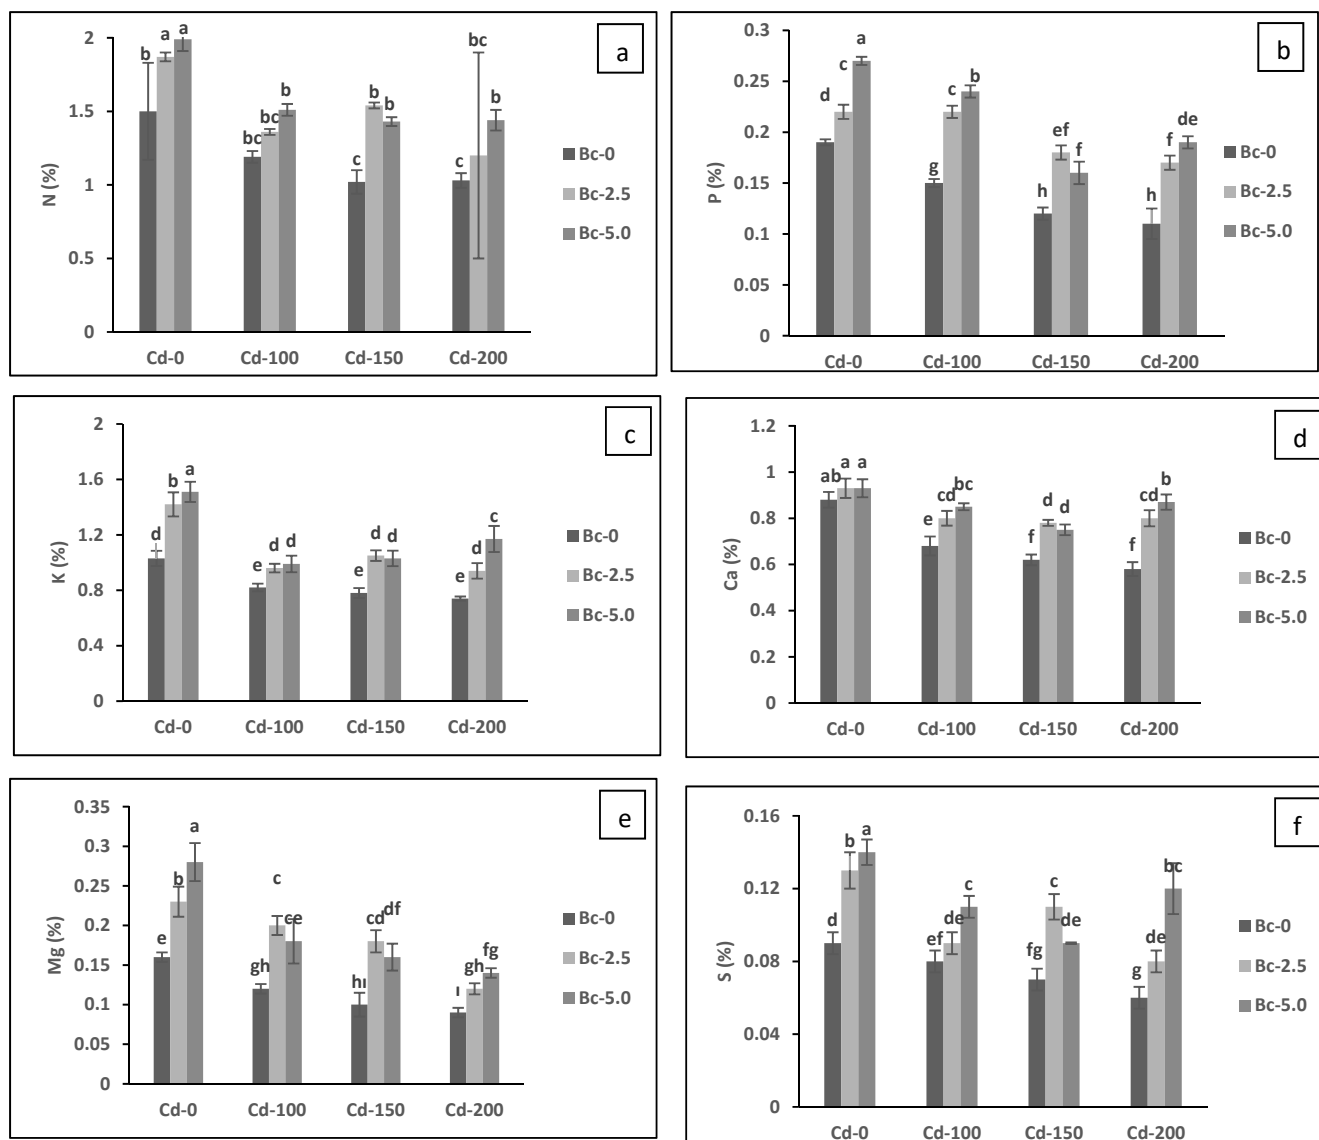 a
N (%)
2
1.5
1
0.5
0
b a a
bc bc b
c b b
c bc b
Cd-0 Cd-100 Cd-150 Cd-200
Bc-0
Bc-2.5
Bc-5.0
b
P (%)
0.3
0.25
0.2
0.15
0.1
0.05
0
d c a
g c b
h ef f
h f de
Cd-0 Cd-100 Cd-150 Cd-200
Bc-0
Bc-2.5
Bc-5.0
c
K (%)
2
1.6
1.2
0.8
0.4
0
d b a
e d d
e d d
e d c
Cd-0 Cd-100 Cd-150 Cd-200
Bc-0
Bc-2.5
Bc-5.0
d
Ca (%)
1.2
1
0.8
0.6
0.4
0.2
0
ab a a
e cd bc
f d d
f cd b
Cd-0 Cd-100 Cd-150 Cd-200
Bc-0
Bc-2.5
Bc-5.0
e
Mg (%)
0.35
0.3
0.25
0.2
0.15
0.1
0.05
0
e b a
gh c ce
hı cd df
ı gh fg
Cd-0 Cd-100 Cd-150 Cd-200
Bc-0
Bc-2.5
Bc-5.0
f
S (%)
0.16
0.12
0.08
0.04
0
d b a
ef de c
fg c de
g de bc
Cd-0 Cd-100 Cd-150 Cd-200
Bc-0
Bc-2.5
Bc-5.0